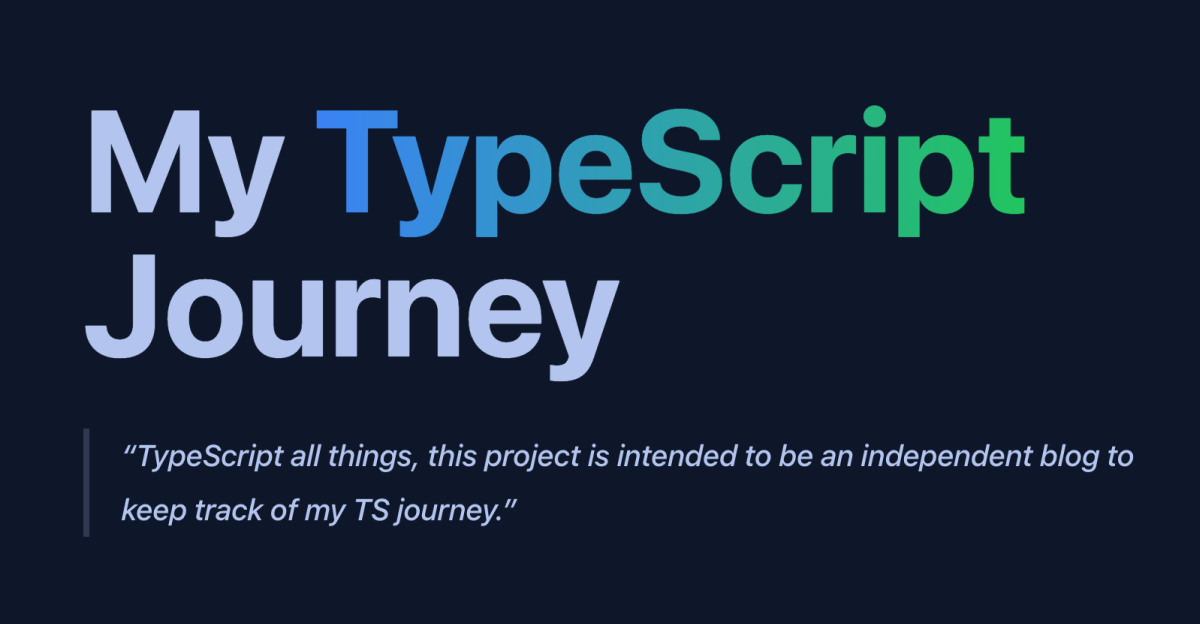 My TypeScript
Journey
“TypeScript all things, this project is intended to be an independent blog to
keep track of my TS journey.”